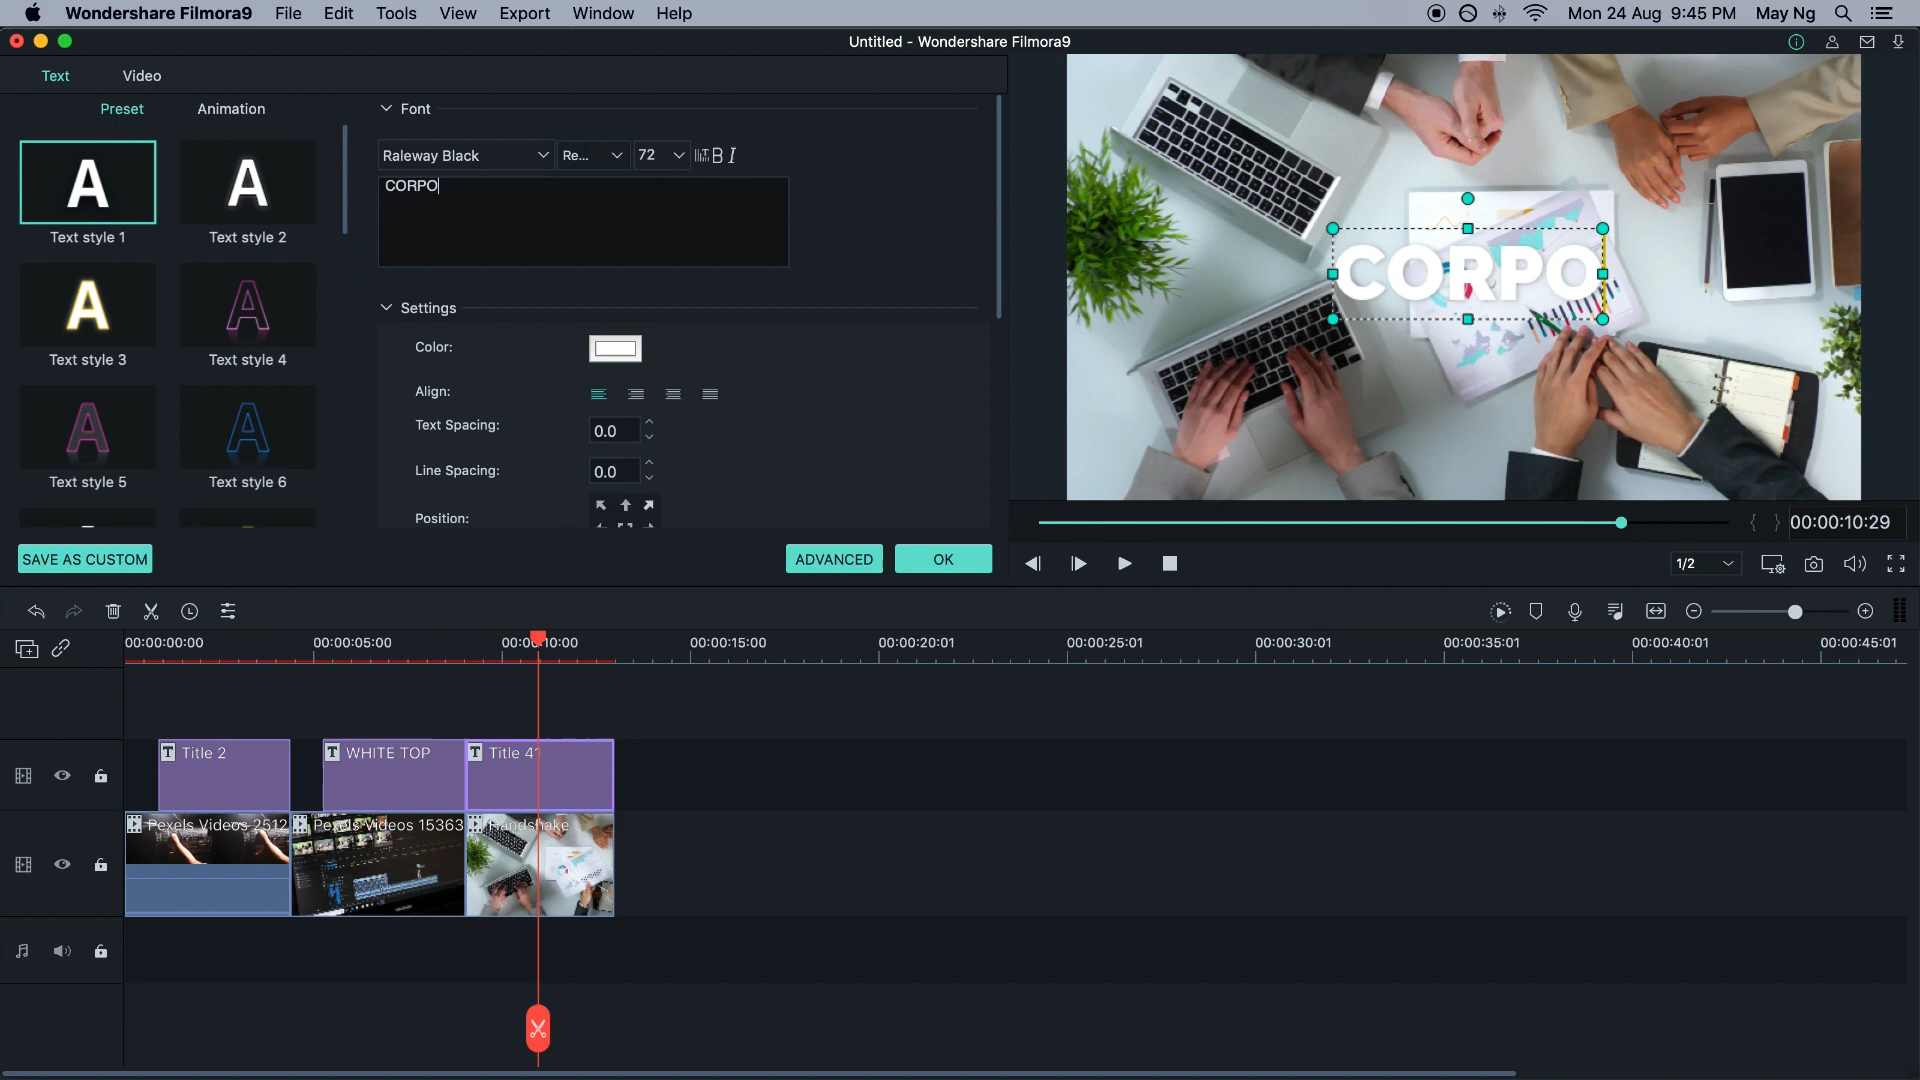 Wondershare Filmora9 File Edit Tools View Export Window Help
Mon 24 Aug 9:45 PM May Ng
Untitled - Wondershare Filmora9
Text Video
Preset Animation
Font
Raleway Black Re... 72 B I
CORPO
A A
Text style 1 Text style 2
A A
Text style 3 Text style 4
A A
Text style 5 Text style 6
Settings
Color:
Align:
Text Spacing: 0.0
Line Spacing: 0.0
Position:
SAVE AS CUSTOM ADVANCED OK
CORPO
{ } 00:00:10:29
1/2
00:00:00:00 00:00:05:00 00:00:10:00 00:00:15:00 00:00:20:01 00:00:25:01 00:00:30:01 00:00:35:01 00:00:40:01 00:00:45:01
T Title 2 T WHITE TOP T Title 41
Pexels Videos 2512 Pexels Videos 15363 Handshake